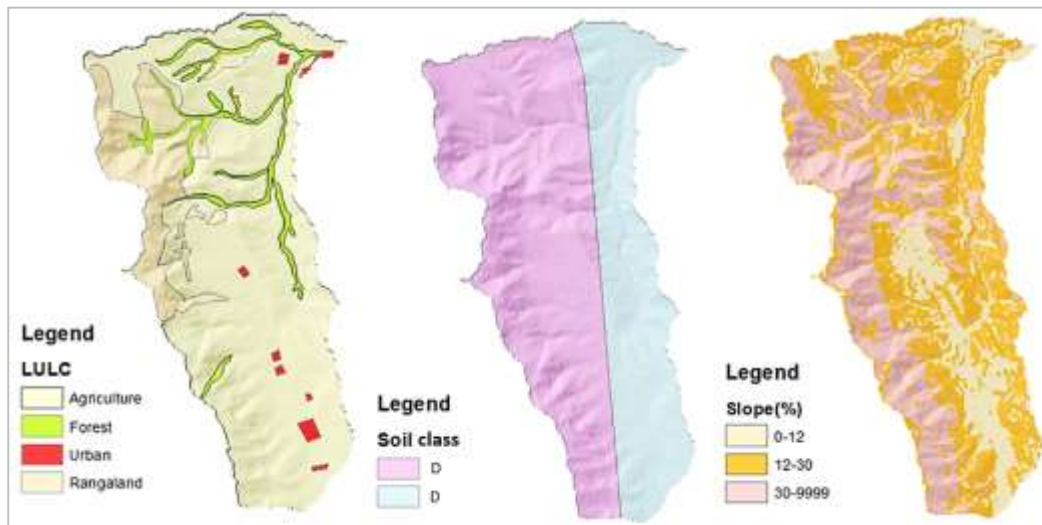 Legend
LULC
Agriculture
Forest
Urban
Rangaland
Legend
Soil class
D
D
Legend
Slope(%)
0-12
12-30
30-9999